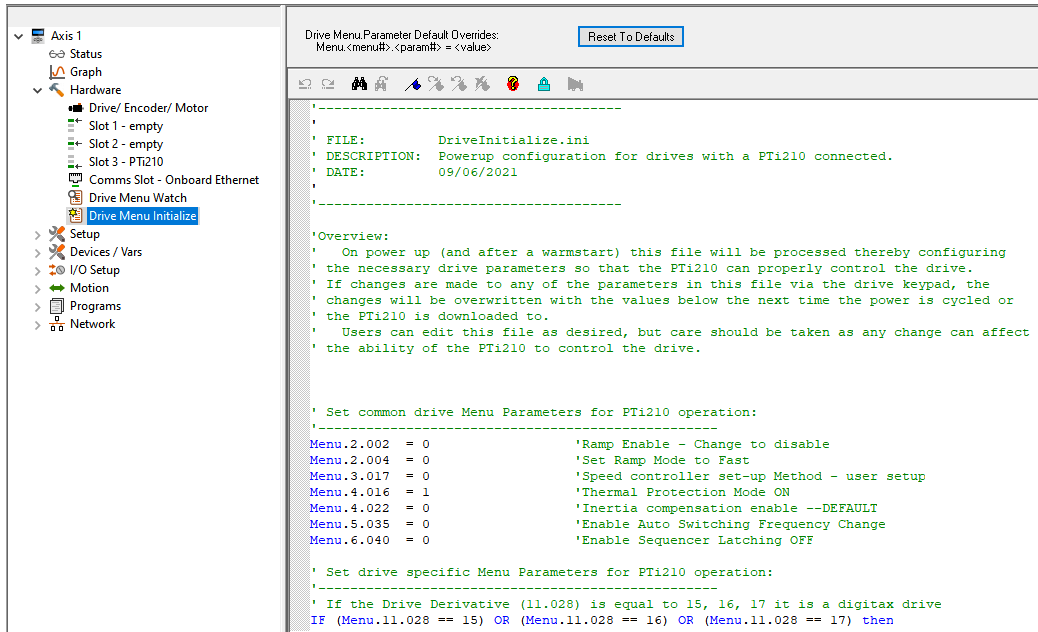 Axis 1
Status
Graph
Hardware
Drive/ Encoder/ Motor
Slot 1 - empty
Slot 2 - empty
Slot 3 - PTi210
Comms Slot - Onboard Ethernet
Drive Menu Watch
Drive Menu Initialize
Setup
Devices / Vars
I/O Setup
Motion
Programs
Network
Drive Menu.Parameter Default Overrides:
Menu.<menu#>.<param#> = <value>
Reset To Defaults
'--------------------------------------
'
' FILE:         DriveInitialize.ini
' DESCRIPTION:  Powerup configuration for drives with a PTi210 connected.
' DATE:         09/06/2021
'
'--------------------------------------
'Overview:
'   On power up (and after a warmstart) this file will be processed thereby configuring
' the necessary drive parameters so that the PTi210 can properly control the drive.
' If changes are made to any of the parameters in this file via the drive keypad, the
' changes will be overwritten with the values below the next time the power is cycled or
' the PTi210 is downloaded to.
'   Users can edit this file as desired, but care should be taken as any change can affect
' the ability of the PTi210 to control the drive.
' Set common drive Menu Parameters for PTi210 operation:
'--------------------------------------------------
Menu.2.002  = 0                  'Ramp Enable - Change to disable
Menu.2.004  = 0                  'Set Ramp Mode to Fast
Menu.3.017  = 0                  'Speed controller set-up Method - user setup
Menu.4.016  = 1                  'Thermal Protection Mode ON
Menu.4.022  = 0                  'Inertia compensation enable --DEFAULT
Menu.5.035  = 0                  'Enable Auto Switching Frequency Change
Menu.6.040  = 0                  'Enable Sequencer Latching OFF
' Set drive specific Menu Parameters for PTi210 operation:
'--------------------------------------------------
' If the Drive Derivative (11.028) is equal to 15, 16, 17 it is a digitax drive
IF (Menu.11.028 == 15) OR (Menu.11.028 == 16) OR (Menu.11.028 == 17) then